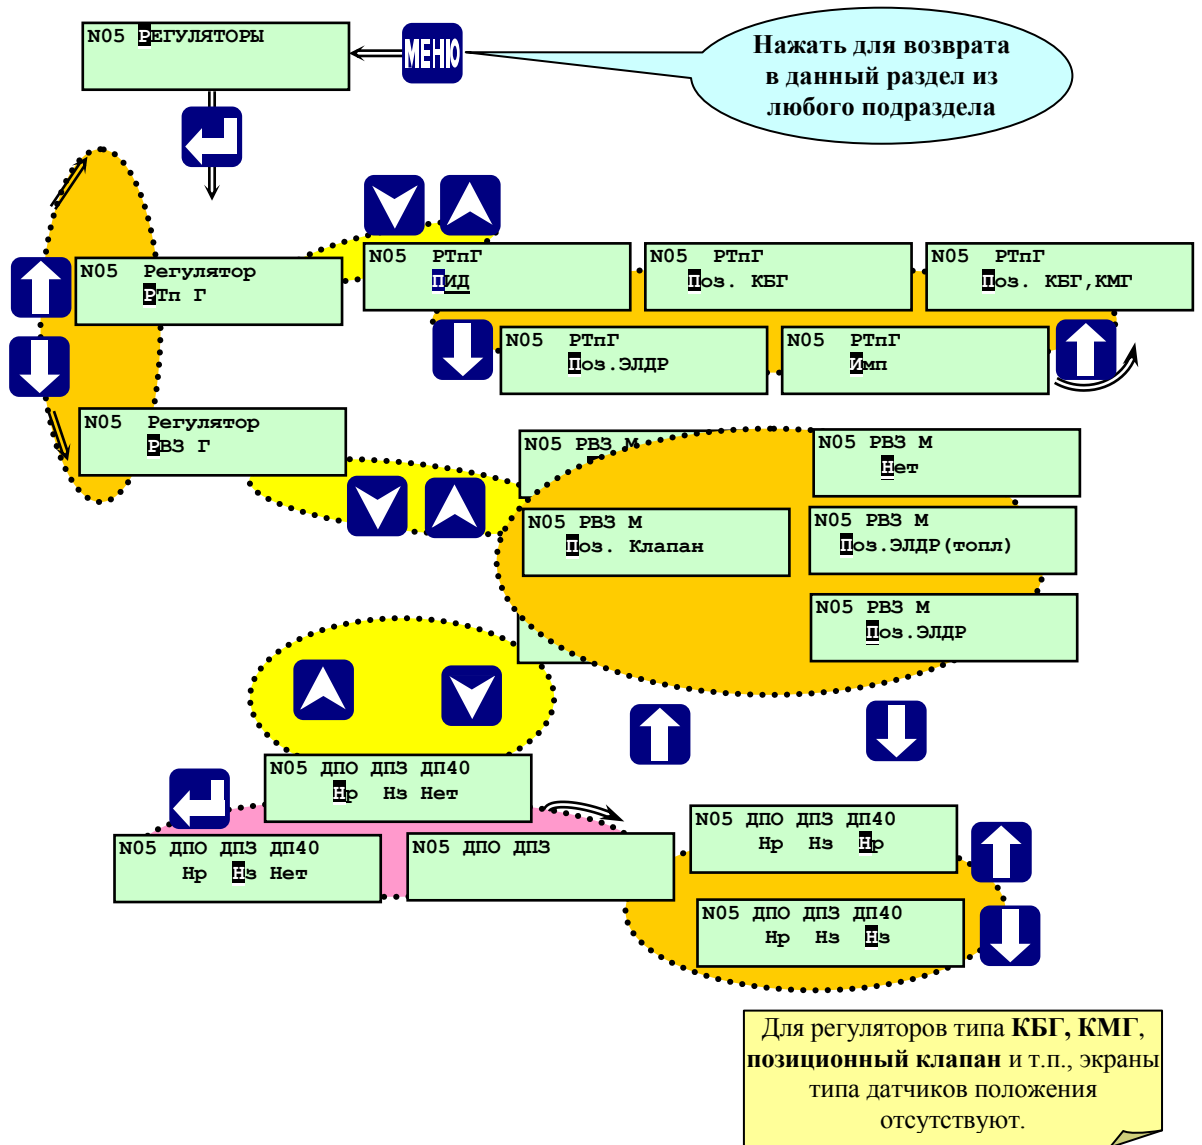 N05 РЕГУЛЯТОРЫ
МЕНЮ
Нажать для возврата
в данный раздел из
любого подраздела
N05 Регулятор
РТп Г
N05 РТпГ
ПИД
N05 РТпГ
Поз. КБГ
N05 РТпГ
Поз. КБГ,КМГ
N05 РТпГ
Поз.ЭЛДР
N05 РТпГ
Имп
N05 Регулятор
РВЗ Г
N05 РВЗ М
N05 РВЗ М
Нет
N05 РВЗ М
Поз. Клапан
N05 РВЗ М
Поз.ЭЛДР(топл)
N05 РВЗ М
Поз.ЭЛДР
N05 ДПО ДПЗ ДП40
Нр Нз Нет
N05 ДПО ДПЗ ДП40
Нр Нз Нет
N05 ДПО ДПЗ
N05 ДПО ДПЗ ДП40
Нр Нз Нр
N05 ДПО ДПЗ ДП40
Нр Нз Нз
Для регуляторов типа КБГ, КМГ,
позиционный клапан и т.п., экраны
типа датчиков положения
отсутствуют.